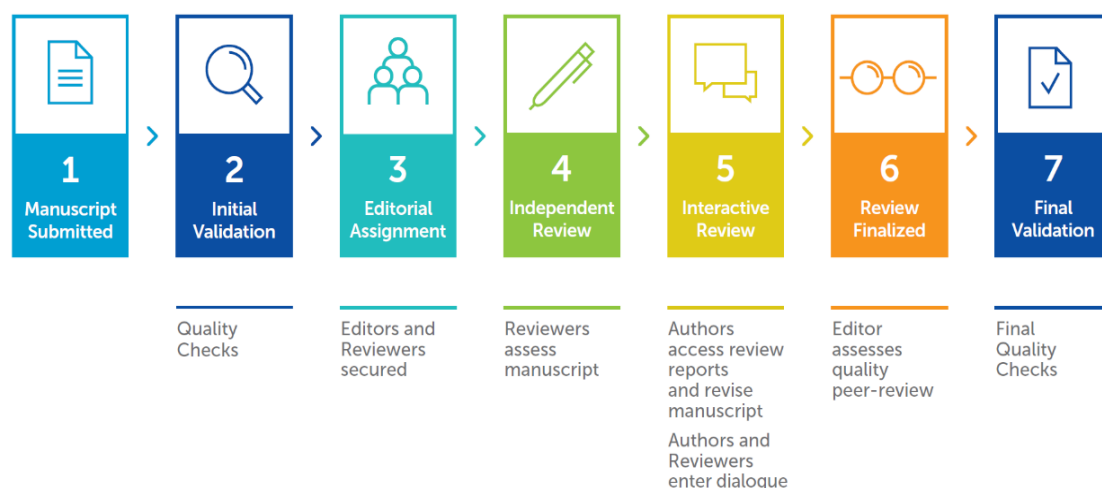 1
Manuscript
Submitted
2
Initial
Validation
3
Editorial
Assignment
4
Independent
Review
5
Interactive
Review
6
Review
Finalized
7
Final
Validation
Quality
Checks
Editors and
Reviewers
secured
Reviewers
assess
manuscript
Authors
access review
reports
and revise
manuscript
Authors and
Reviewers
enter dialogue
Editor
assesses
quality
peer-review
Final
Quality
Checks